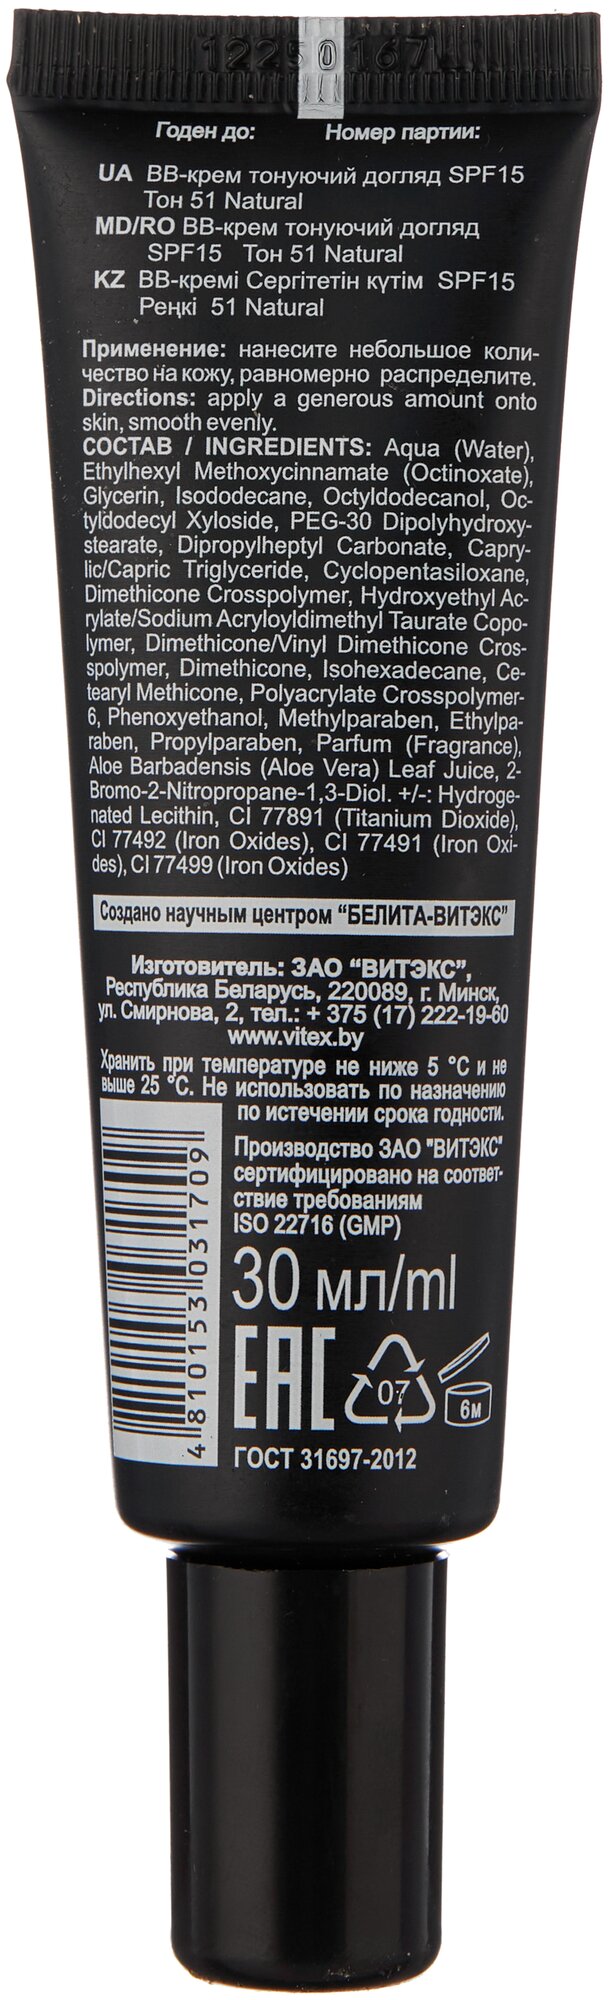 12250167
Годен до: Номер партии:
UA BB-крем тонуючий догляд SPF15
Тон 51 Natural
MD/RO BB-крем тонуючий догляд
SPF15 Тон 51 Natural
KZ BB-кремі Сергітетін күтім SPF15
Реңкі 51 Natural
Применение: нанесите небольшое коли-
чество на кожу, равномерно распределите.
Directions: apply a generous amount onto
skin, smooth evenly.
СОСТАВ / INGREDIENTS: Aqua (Water),
Ethylhexyl Methoxycinnamate (Octinoxate),
Glycerin, Isododecane, Octyldodecanol, Oc-
tyldodecyl Xyloside, PEG-30 Dipolyhydroxy-
stearate, Dipropylheptyl Carbonate, Capry-
lic/Capric Triglyceride, Cyclopentasiloxane,
Dimethicone Crosspolymer, Hydroxyethyl Ac-
rylate/Sodium Acryloyldimethyl Taurate Copo-
lymer, Dimethicone/Vinyl Dimethicone Cros-
spolymer, Dimethicone, Isohexadecane, Ce-
tearyl Methicone, Polyacrylate Crosspolymer-
6, Phenoxyethanol, Methylparaben, Ethylpa-
raben, Propylparaben, Parfum (Fragrance),
Aloe Barbadensis (Aloe Vera) Leaf Juice, 2-
Bromo-2-Nitropropane-1,3-Diol. +/-: Hydroge-
nated Lecithin, CI 77891 (Titanium Dioxide),
CI 77492 (Iron Oxides), CI 77491 (Iron Oxi-
des), CI 77499 (Iron Oxides)
Создано научным центром “БЕЛИТА-ВИТЭКС”
Изготовитель: ЗАО “ВИТЭКС”,
Республика Беларусь, 220089, г. Минск,
ул. Смирнова, 2, тел.: + 375 (17) 222-19-60
www.vitex.by
Хранить при температуре не ниже 5 °C и не
выше 25 °C. Не использовать по назначению
по истечении срока годности.
Производство ЗАО "ВИТЭКС"
сертифицировано на соответ-
ствие требованиям
ISO 22716 (GMP)
30 мл/ml
EAC
07
6м
ГОСТ 31697-2012
4810153031709